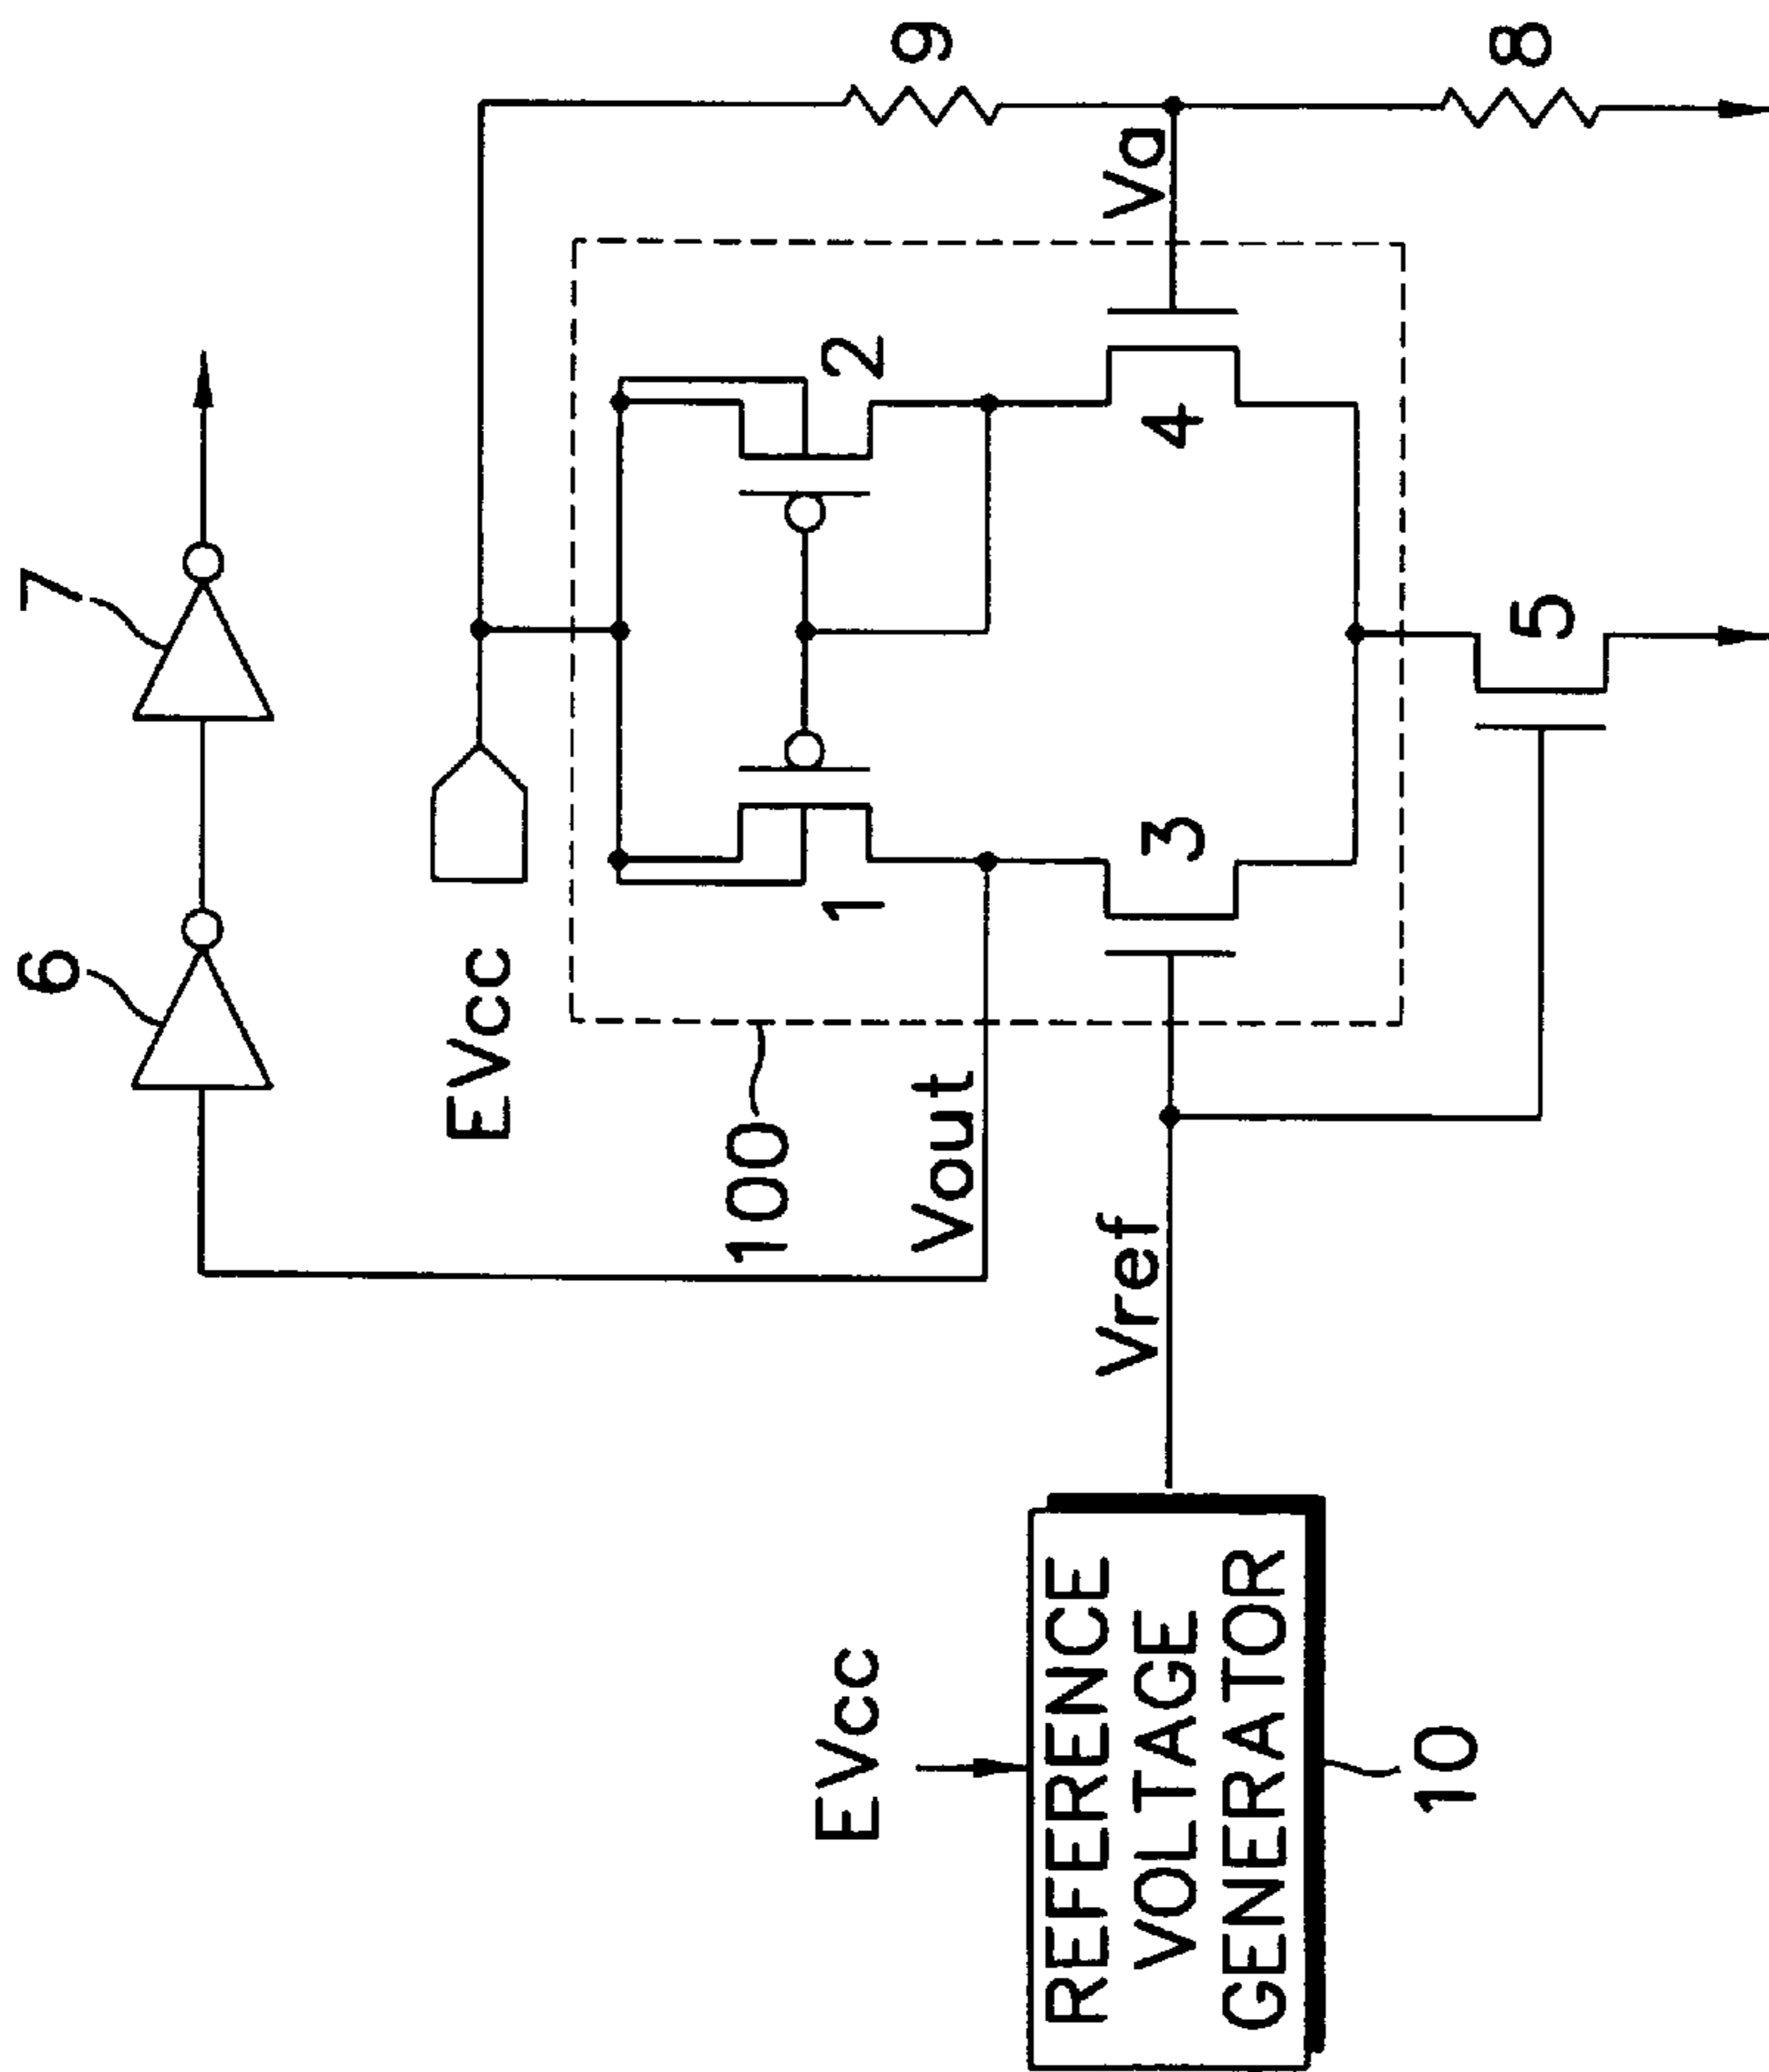 6
7
EVcc
100
EVcc
1
2
9
Vout
Vref
Va
REFERENCE
VOLTAGE
GENERATOR
3
4
10
5
8